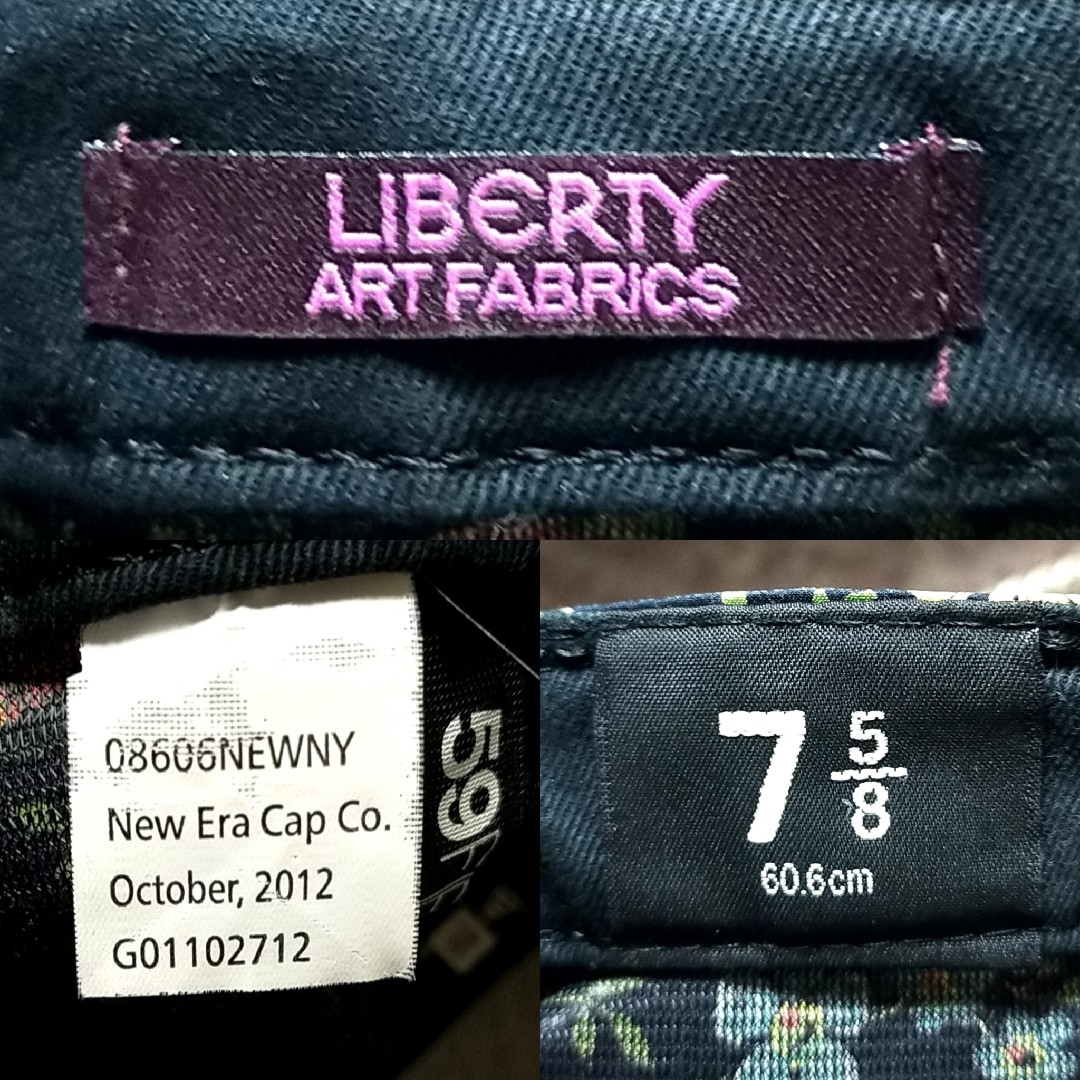 LIBERTY
ART FABRICS
08606NEWNY
New Era Cap Co.
October, 2012
G01102712
59
7 5/8
60.6cm